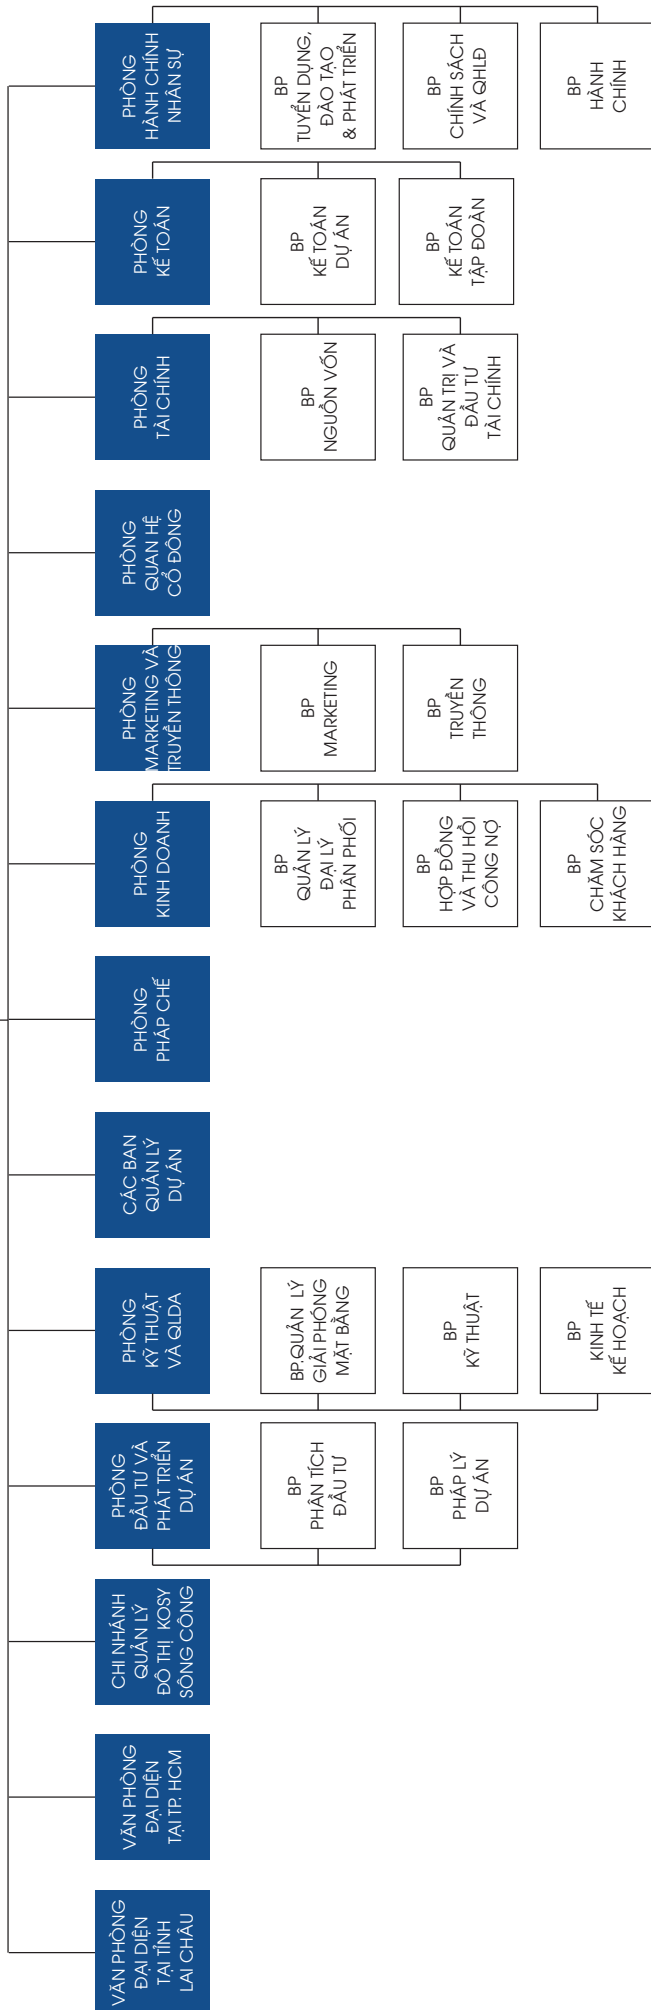 VĂN PHÒNG
ĐẠI DIỆN
TẠI TỈNH
LAI CHÂU
VĂN PHÒNG
ĐẠI DIỆN
TẠI TP. HCM
CHI NHÁNH
QUẢN LÝ
ĐÔ THỊ KOSY
SÔNG CÔNG
PHÒNG
ĐẦU TƯ VÀ
PHÁT TRIỂN
DỰ ÁN
BP
PHÂN TÍCH
ĐẦU TƯ
BP
PHÁP LÝ
DỰ ÁN
PHÒNG
KỸ THUẬT
VÀ QLDA
BP.QUẢN LÝ
GIẢI PHÓNG
MẶT BẰNG
BP
KỸ THUẬT
BP
KINH TẾ
KẾ HOẠCH
CÁC BAN
QUẢN LÝ
DỰ ÁN
PHÒNG
PHÁP CHẾ
PHÒNG
KINH DOANH
BP
QUẢN LÝ
ĐẠI LÝ
PHÂN PHỐI
BP
HỢP ĐỒNG
VÀ THU HỒI
CÔNG NỢ
BP
CHĂM SÓC
KHÁCH HÀNG
PHÒNG
MARKETING VÀ
TRUYỀN THÔNG
BP
MARKETING
BP
TRUYỀN
THÔNG
PHÒNG
QUAN HỆ
CỔ ĐÔNG
PHÒNG
TÀI CHÍNH
BP
NGUỒN VỐN
BP
QUẢN TRỊ VÀ
ĐẦU TƯ
TÀI CHÍNH
PHÒNG
KẾ TOÁN
BP
KẾ TOÁN
DỰ ÁN
BP
KẾ TOÁN
TẬP ĐOÀN
PHÒNG
HÀNH CHÍNH
NHÂN SỰ
BP
TUYỂN DỤNG,
ĐÀO TẠO
& PHÁT TRIỂN
BP
CHÍNH SÁCH
VÀ QHLĐ
BP
HÀNH
CHÍNH